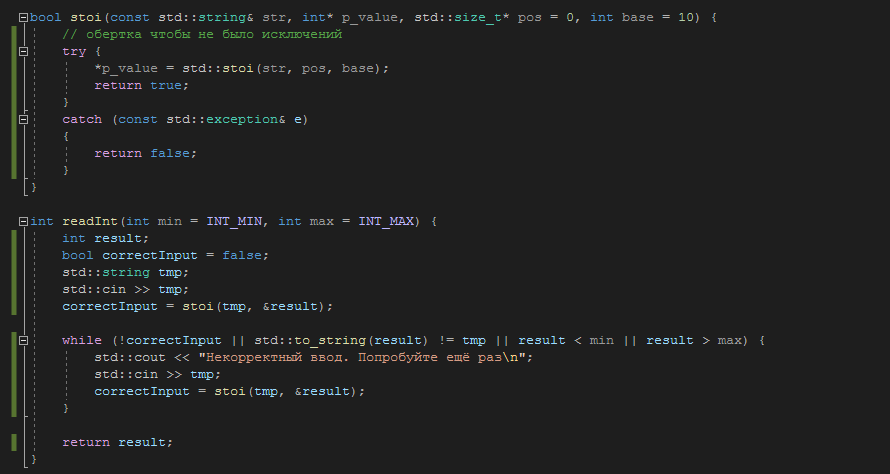 bool stoi(const std::string& str, int* p_value, std::size_t* pos = 0, int base = 10) {
    // обертка чтобы не было исключений
    try {
        *p_value = std::stoi(str, pos, base);
        return true;
    }
    catch (const std::exception& e)
    {
        return false;
    }
}

int readInt(int min = INT_MIN, int max = INT_MAX) {
    int result;
    bool correctInput = false;
    std::string tmp;
    std::cin >> tmp;
    correctInput = stoi(tmp, &result);

    while (!correctInput || std::to_string(result) != tmp || result < min || result > max) {
        std::cout << "Некорректный ввод. Попробуйте ещё раз\n";
        std::cin >> tmp;
        correctInput = stoi(tmp, &result);
    }

    return result;
}